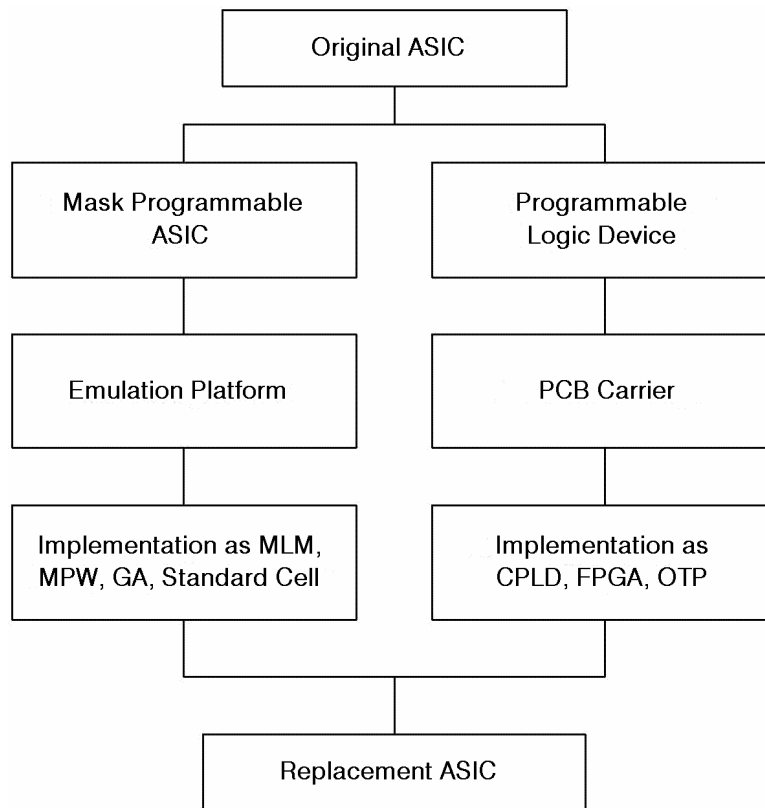 Original ASIC
Mask Programmable
ASIC
Programmable
Logic Device
Emulation Platform
PCB Carrier
Implementation as MLM,
MPW, GA, Standard Cell
Implementation as
CPLD, FPGA, OTP
Replacement ASIC